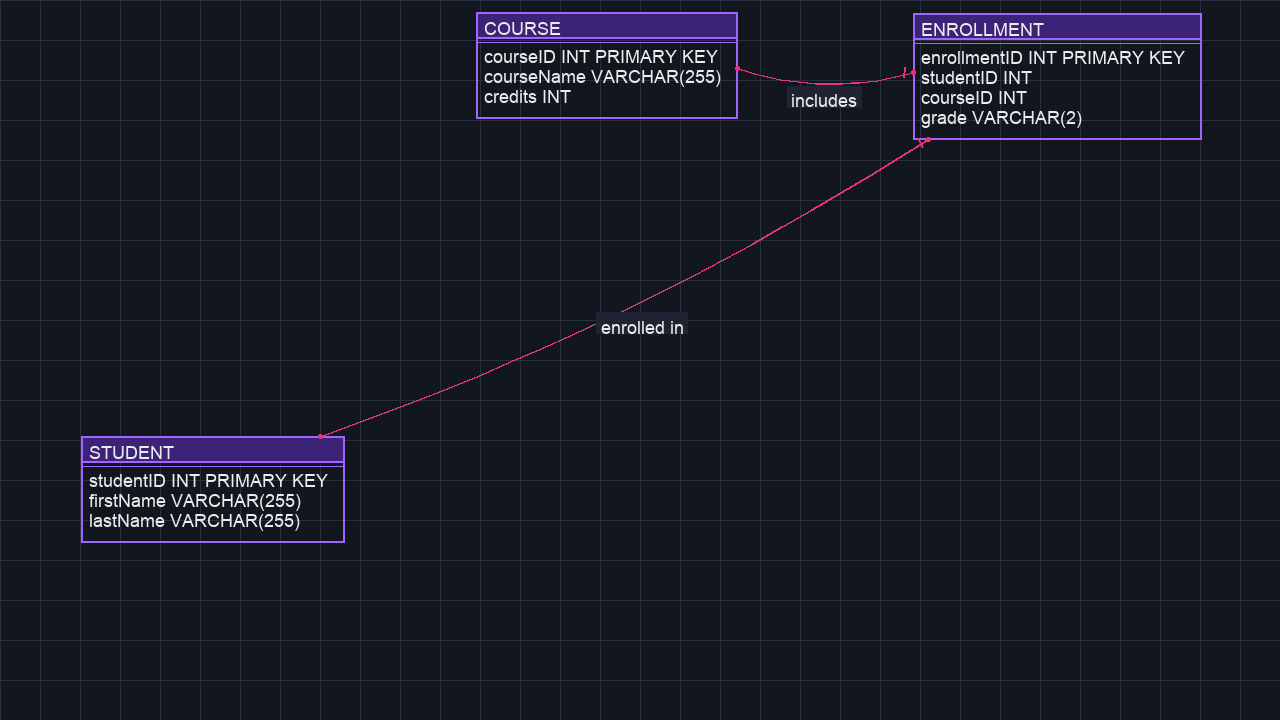 COURSE
courseID INT PRIMARY KEY
courseName VARCHAR(255)
credits INT
includes
ENROLLMENT
enrollmentID INT PRIMARY KEY
studentID INT
courseID INT
grade VARCHAR(2)
enrolled in
STUDENT
studentID INT PRIMARY KEY
firstName VARCHAR(255)
lastName VARCHAR(255)